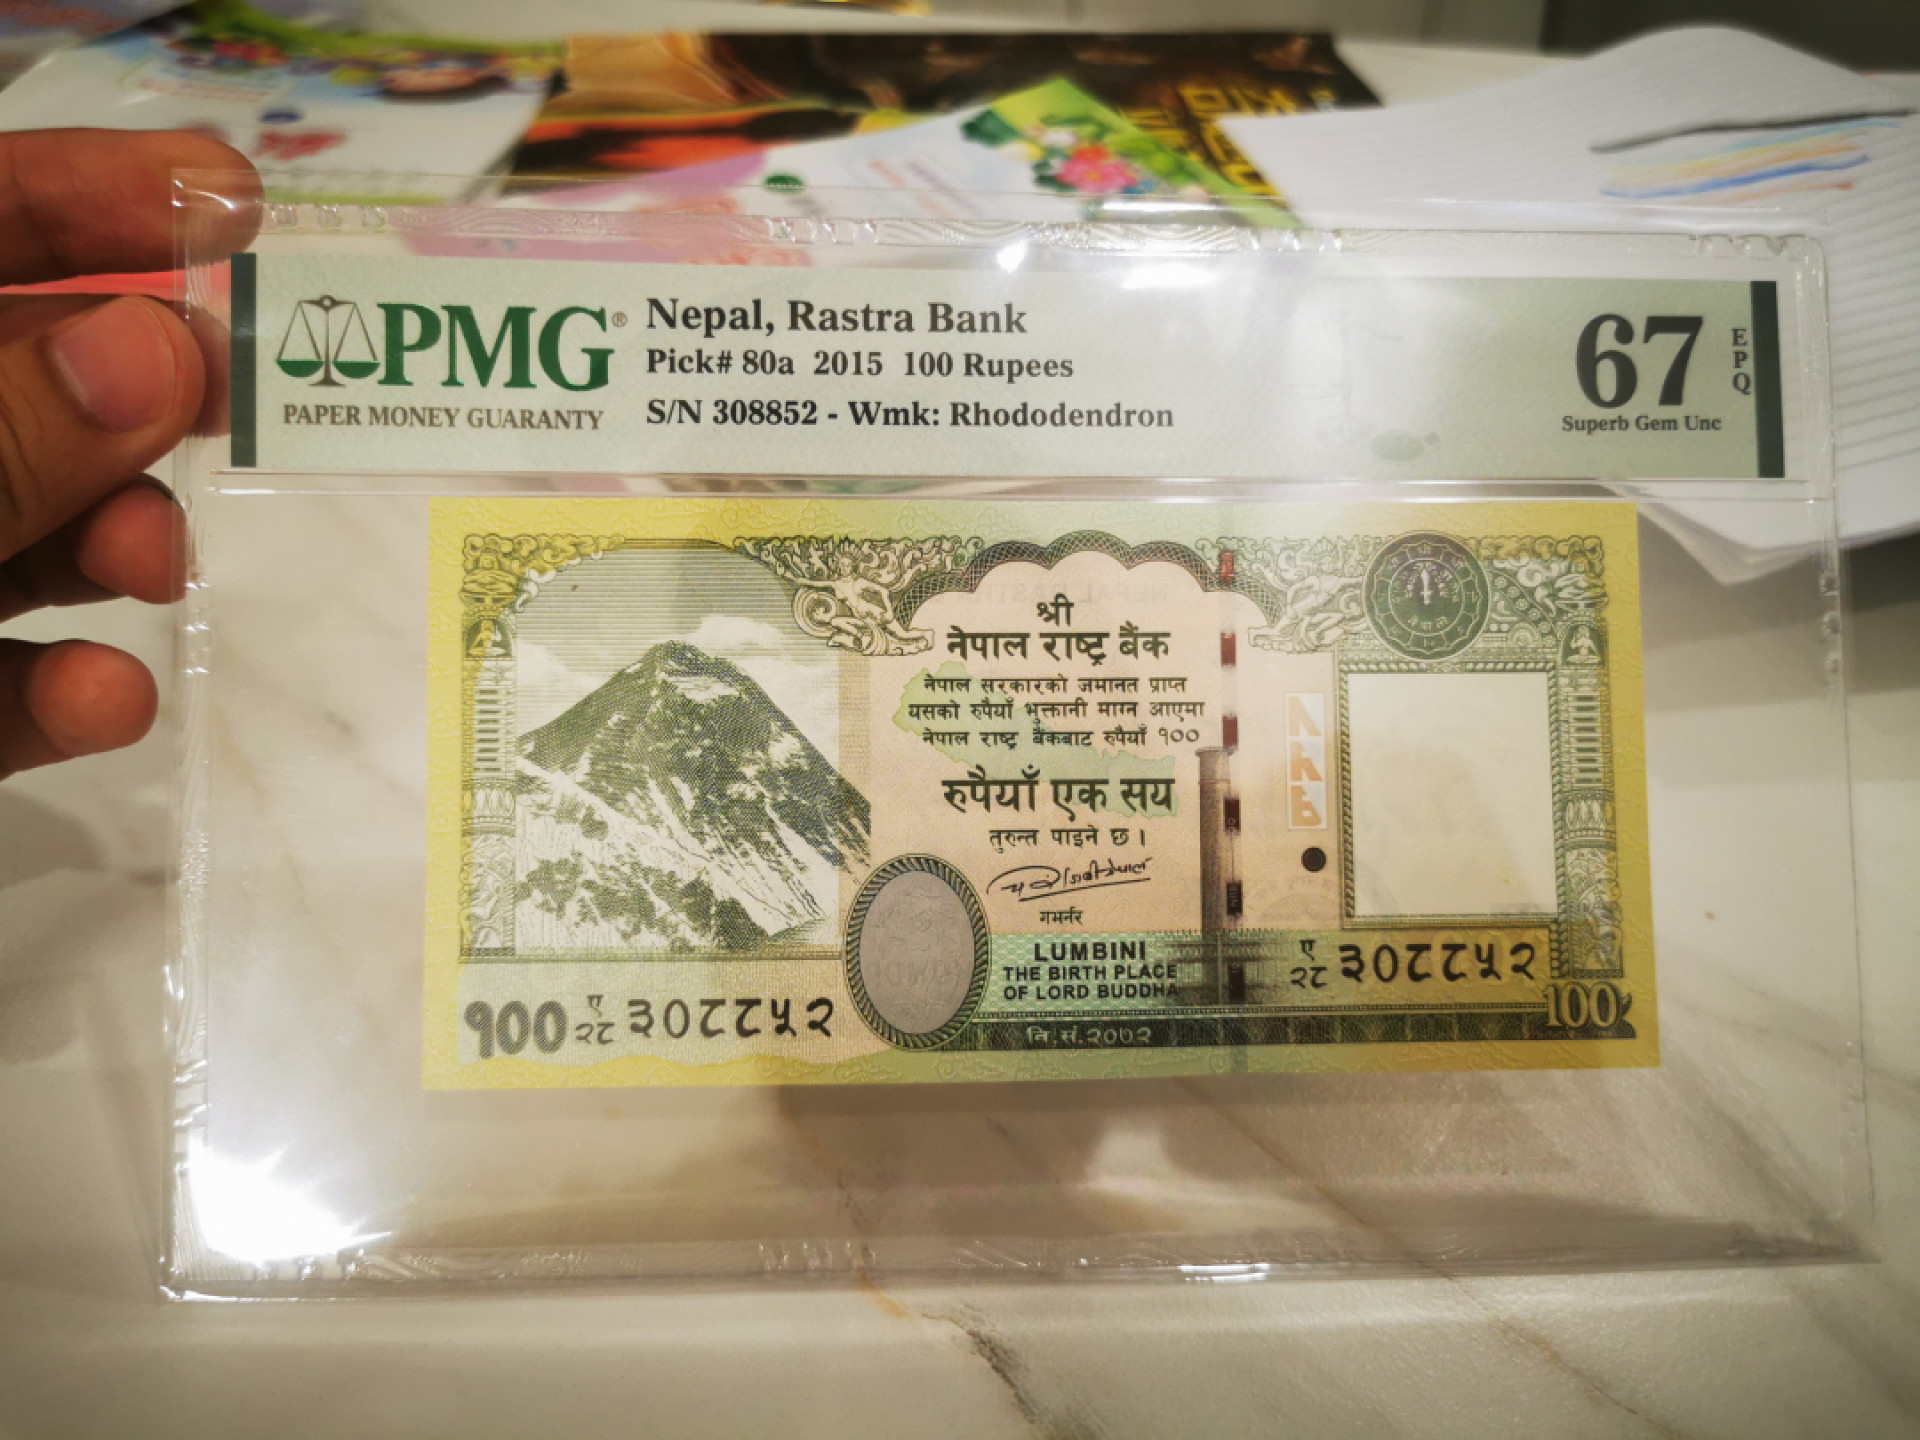 PMG®
PAPER MONEY GUARANTY
Nepal, Rastra Bank
Pick# 80a 2015 100 Rupees
S/N 308852 - Wmk: Rhododendron
67
EPQ
Superb Gem Unc
श्री
नेपाल राष्ट्र बैंक
नेपाल सरकारको जमानत प्राप्त
यसको रुपैयाँ भुक्तानी माग्न आएमा
नेपाल राष्ट्र बैंकबाट रुपैयाँ १००
रुपैयाँ एक सय
तुरुन्त पाइने छ ।
गभर्नर
LUMBINI
THE BIRTH PLACE
OF LORD BUDDHA
ए
२८ ३०८८५२
१०० ए
२८ ३०८८५२
100
वि.सं.२०७२